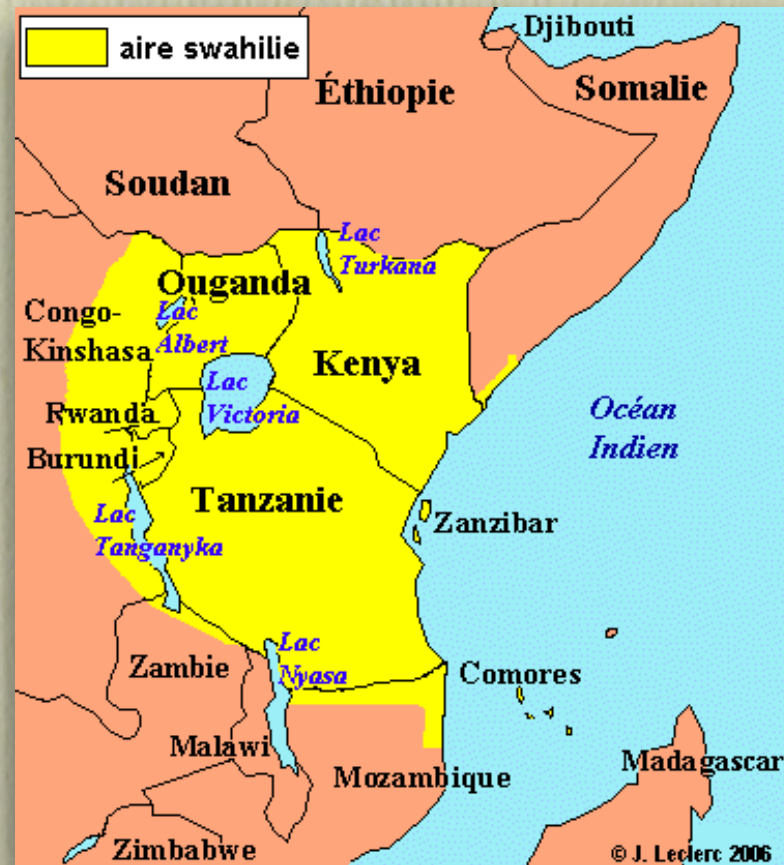 aire swahilie
Djibouti
Éthiopie
Somalie
Soudan
Lac
Turkana
Ouganda
Congo-
Kinshasa
Lac
Albert
Kenya
Lac
Victoria
Océan
Indien
Rwanda
Burundi
Tanzanie
Lac
Tanganyka
Zanzibar
Lac
Nyasa
Zambie
Comores
Malawi
Mozambique
Madagascar
Zimbabwe
© J. Leclerc 2006